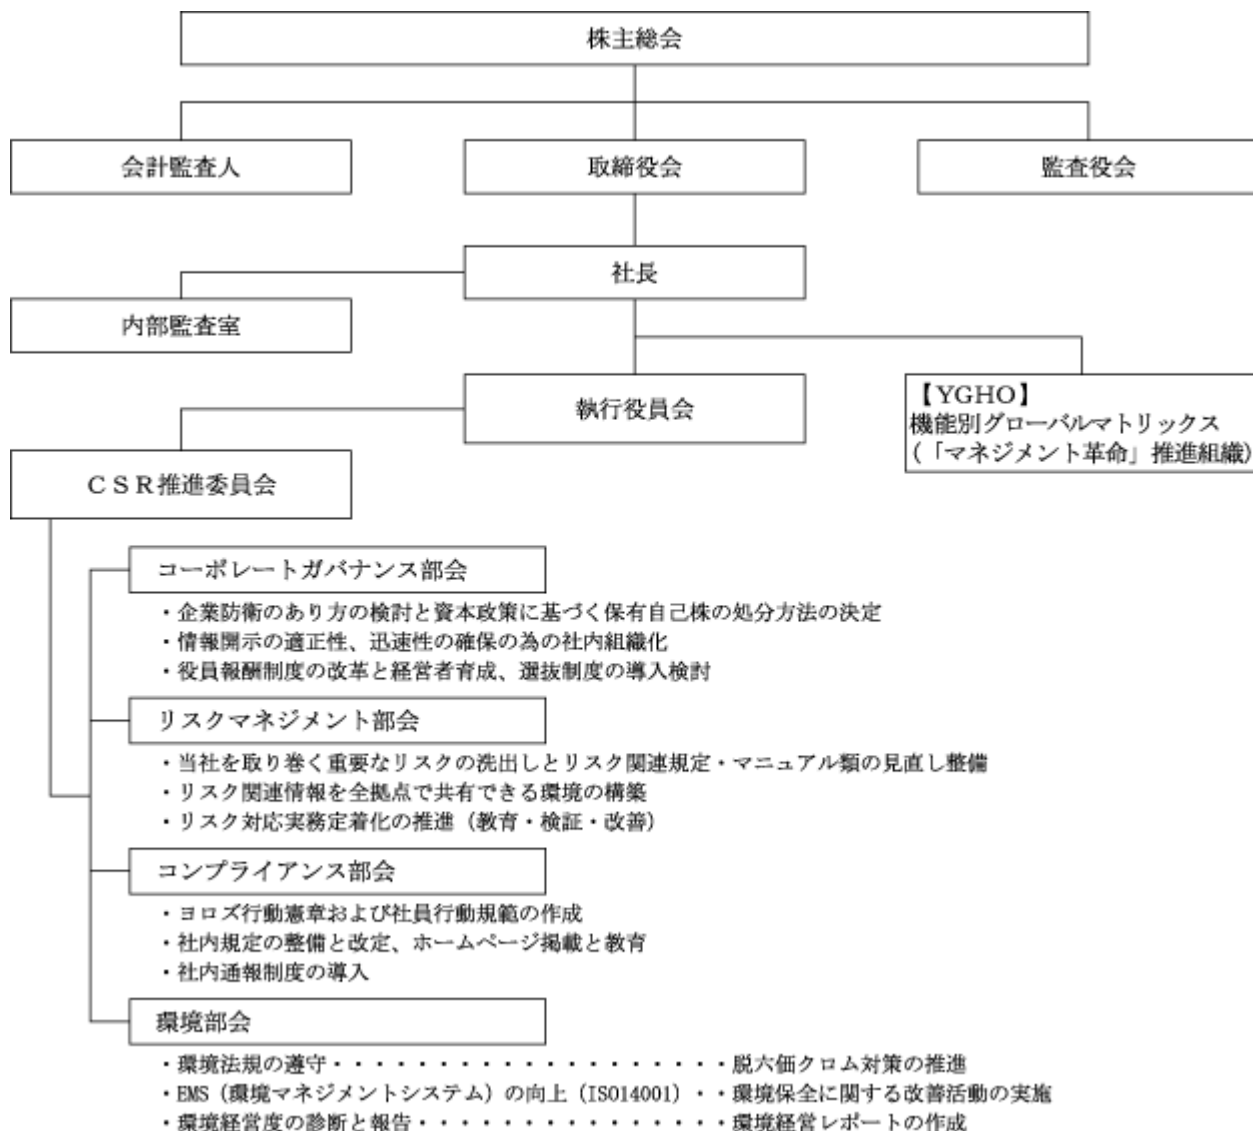 株主総会
会計監査人
取締役会
監査役会
社長
内部監査室
執行役員会
【YGHO】
機能別グローバルマトリックス
(「マネジメント革命」推進組織)
CSR推進委員会
コーポレートガバナンス部会
・企業防衛のあり方の検討と資本政策に基づく保有自己株の処分方法の決定
・情報開示の適正性、迅速性の確保の為の社内組織化
・役員報酬制度の改革と経営者育成、選抜制度の導入検討
リスクマネジメント部会
・当社を取り巻く重要なリスクの洗出しとリスク関連規定・マニュアル類の見直し整備
・リスク関連情報を全拠点で共有できる環境の構築
・リスク対応実務定着化の推進（教育・検証・改善）
コンプライアンス部会
・ヨロズ行動憲章および社員行動規範の作成
・社内規定の整備と改定、ホームページ掲載と教育
・社内通報制度の導入
環境部会
・環境法規の遵守・・・・・・・・・・・・・・・・・・・脱六価クロム対策の推進
・EMS（環境マネジメントシステム）の向上（ISO14001）・・環境保全に関する改善活動の実施
・環境経営度の診断と報告・・・・・・・・・・・・・・・環境経営レポートの作成